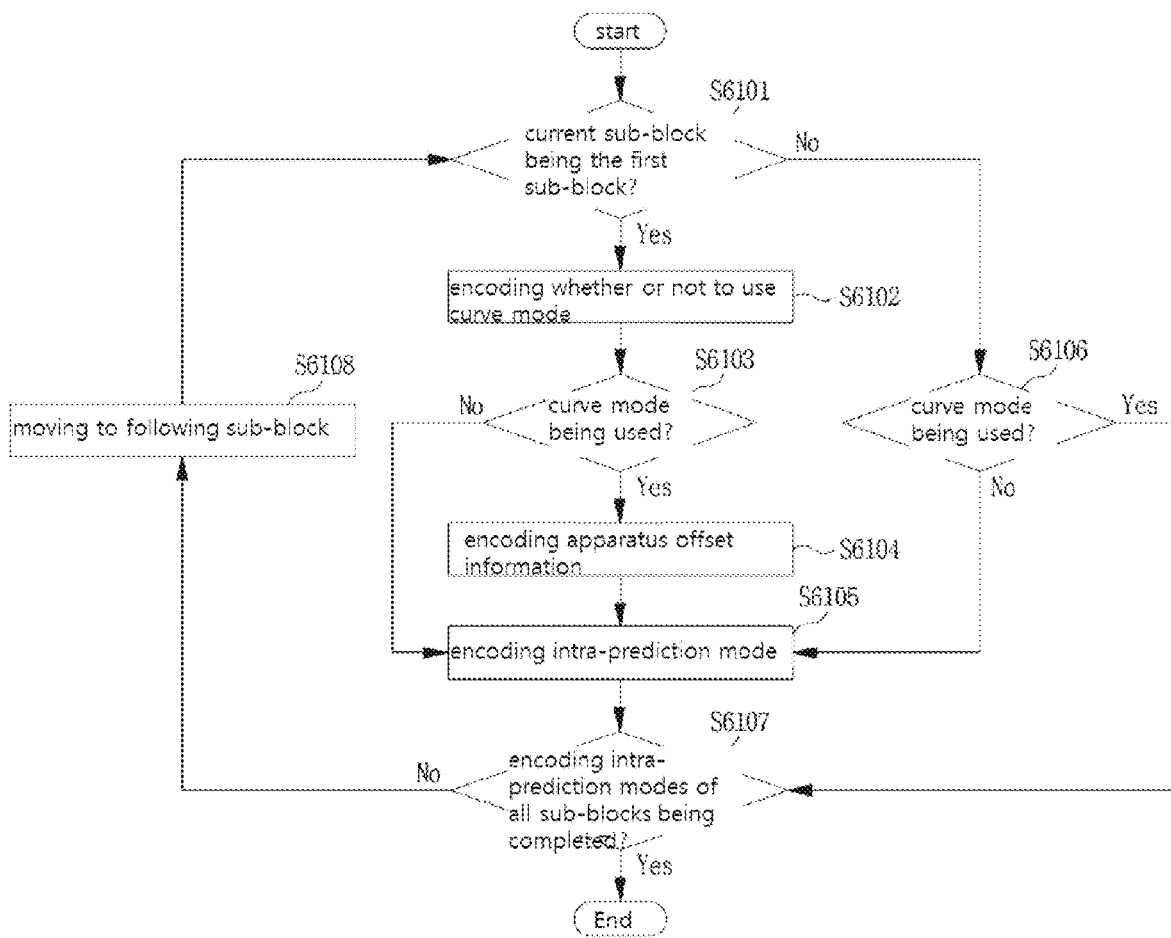 start
S6101
current sub-block
being the first
sub-block?
No
Yes
encoding whether or not to use
curve mode
S6102
S6103
S6106
S6108
No
curve mode
being used?
curve mode
being used?
Yes
moving to following sub-block
Yes
No
encoding apparatus offset
information
S6104
S6105
encoding intra-prediction mode
S6107
No
encoding intra-
prediction modes of
all sub-blocks being
completed?
Yes
End